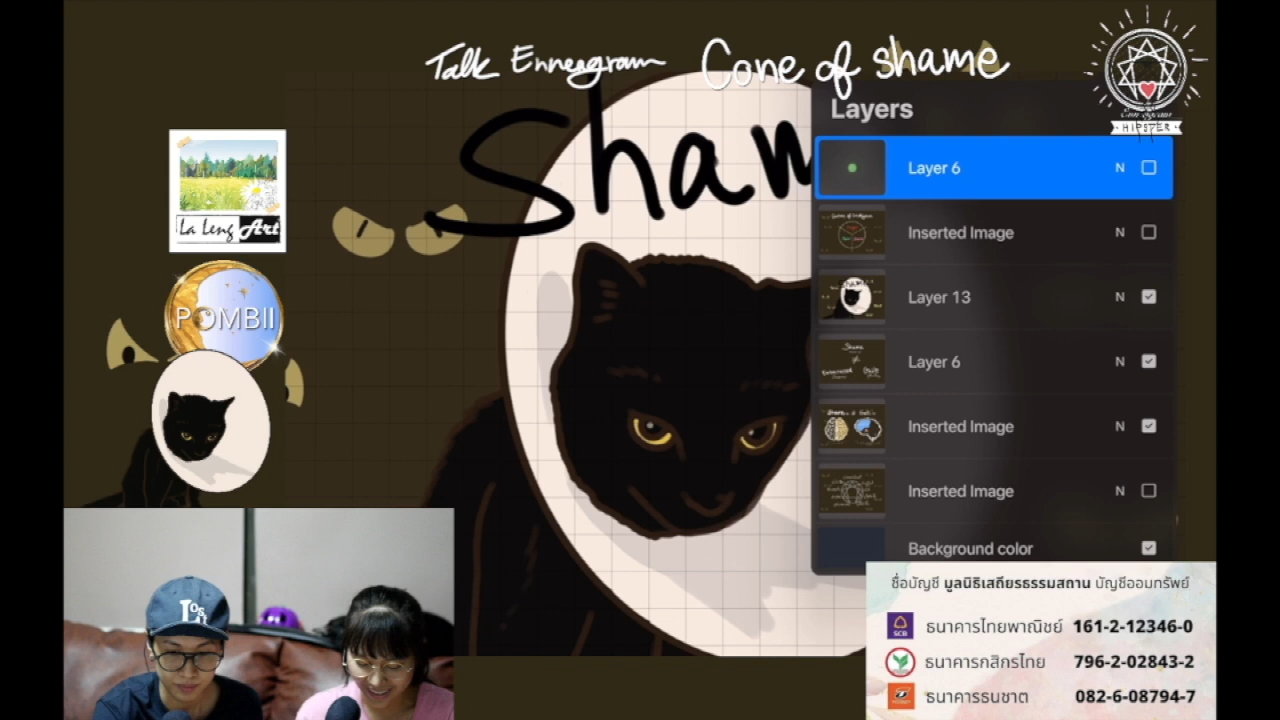 Talk Enneagram Cone of shame
Sham
HIPSTER
La Leng Art
POMBII
Layers
Layer 6 N
Inserted Image N
Layer 13 N
Layer 6 N
Inserted Image N
Inserted Image N
Background color
ชื่อบัญชี มูลนิธิเสถียรธรรมสถาน บัญชีออมทรัพย์
SCB ธนาคารไทยพาณิชย์ 161-2-12346-0
ธนาคารกสิกรไทย 796-2-02843-2
ธนาคารธนชาต 082-6-08794-7